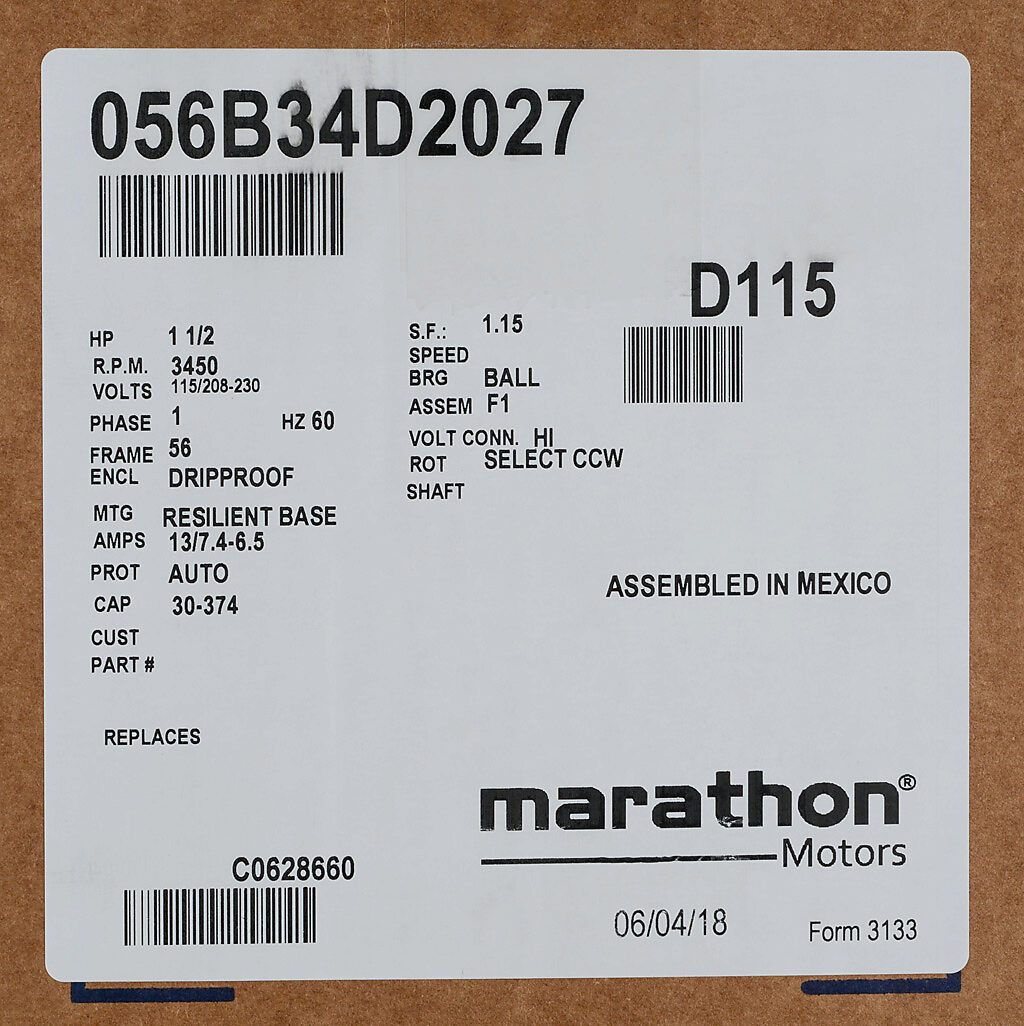 056B34D2027
D115
HP 1 1/2
R.P.M. 3450
VOLTS 115/208-230
PHASE 1 HZ 60
FRAME 56
ENCL DRIPPROOF
MTG RESILIENT BASE
AMPS 13/7.4-6.5
PROT AUTO
CAP 30-374
CUST
PART #
REPLACES
S.F.: 1.15
SPEED
BRG BALL
ASSEM F1
VOLT CONN. HI
ROT SELECT CCW
SHAFT
ASSEMBLED IN MEXICO
marathon®
Motors
C0628660
06/04/18 Form 3133